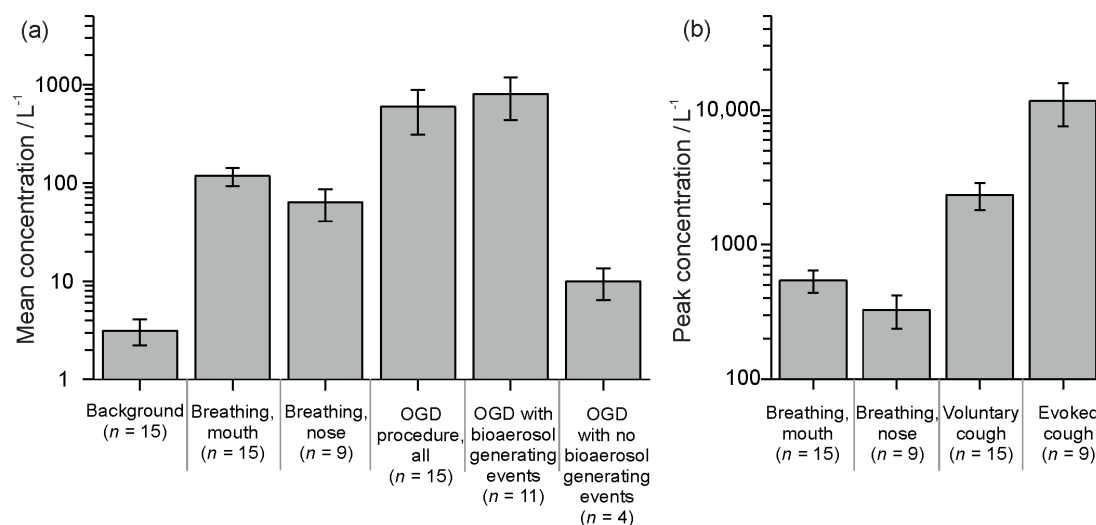 (a)
Mean concentration / L⁻¹
1000
100
10
1
Background
(n = 15)
Breathing,
mouth
(n = 15)
Breathing,
nose
(n = 9)
OGD
procedure,
all
(n = 15)
OGD with
bioaerosol
generating
events
(n = 11)
OGD
with no
bioaerosol
generating
events
(n = 4)
(b)
Peak concentration / L⁻¹
10,000
1000
100
Breathing,
mouth
(n = 15)
Breathing,
nose
(n = 9)
Voluntary
cough
(n = 15)
Evoked
cough
(n = 9)